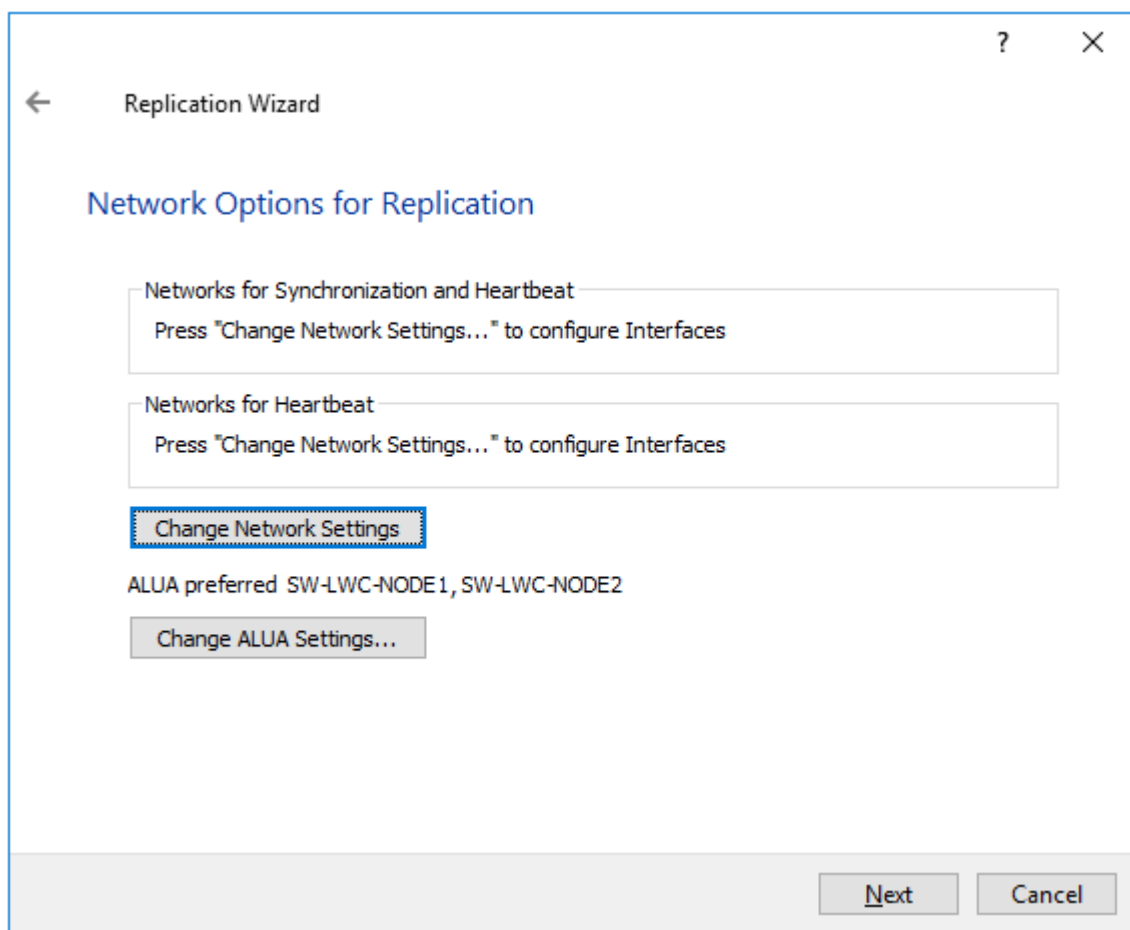 ?
Replication Wizard
Network Options for Replication
Networks for Synchronization and Heartbeat
Press "Change Network Settings..." to configure Interfaces
Networks for Heartbeat
Press "Change Network Settings..." to configure Interfaces
Change Network Settings
ALUA preferred SW-LWC-NODE1, SW-LWC-NODE2
Change ALUA Settings...
Next Cancel